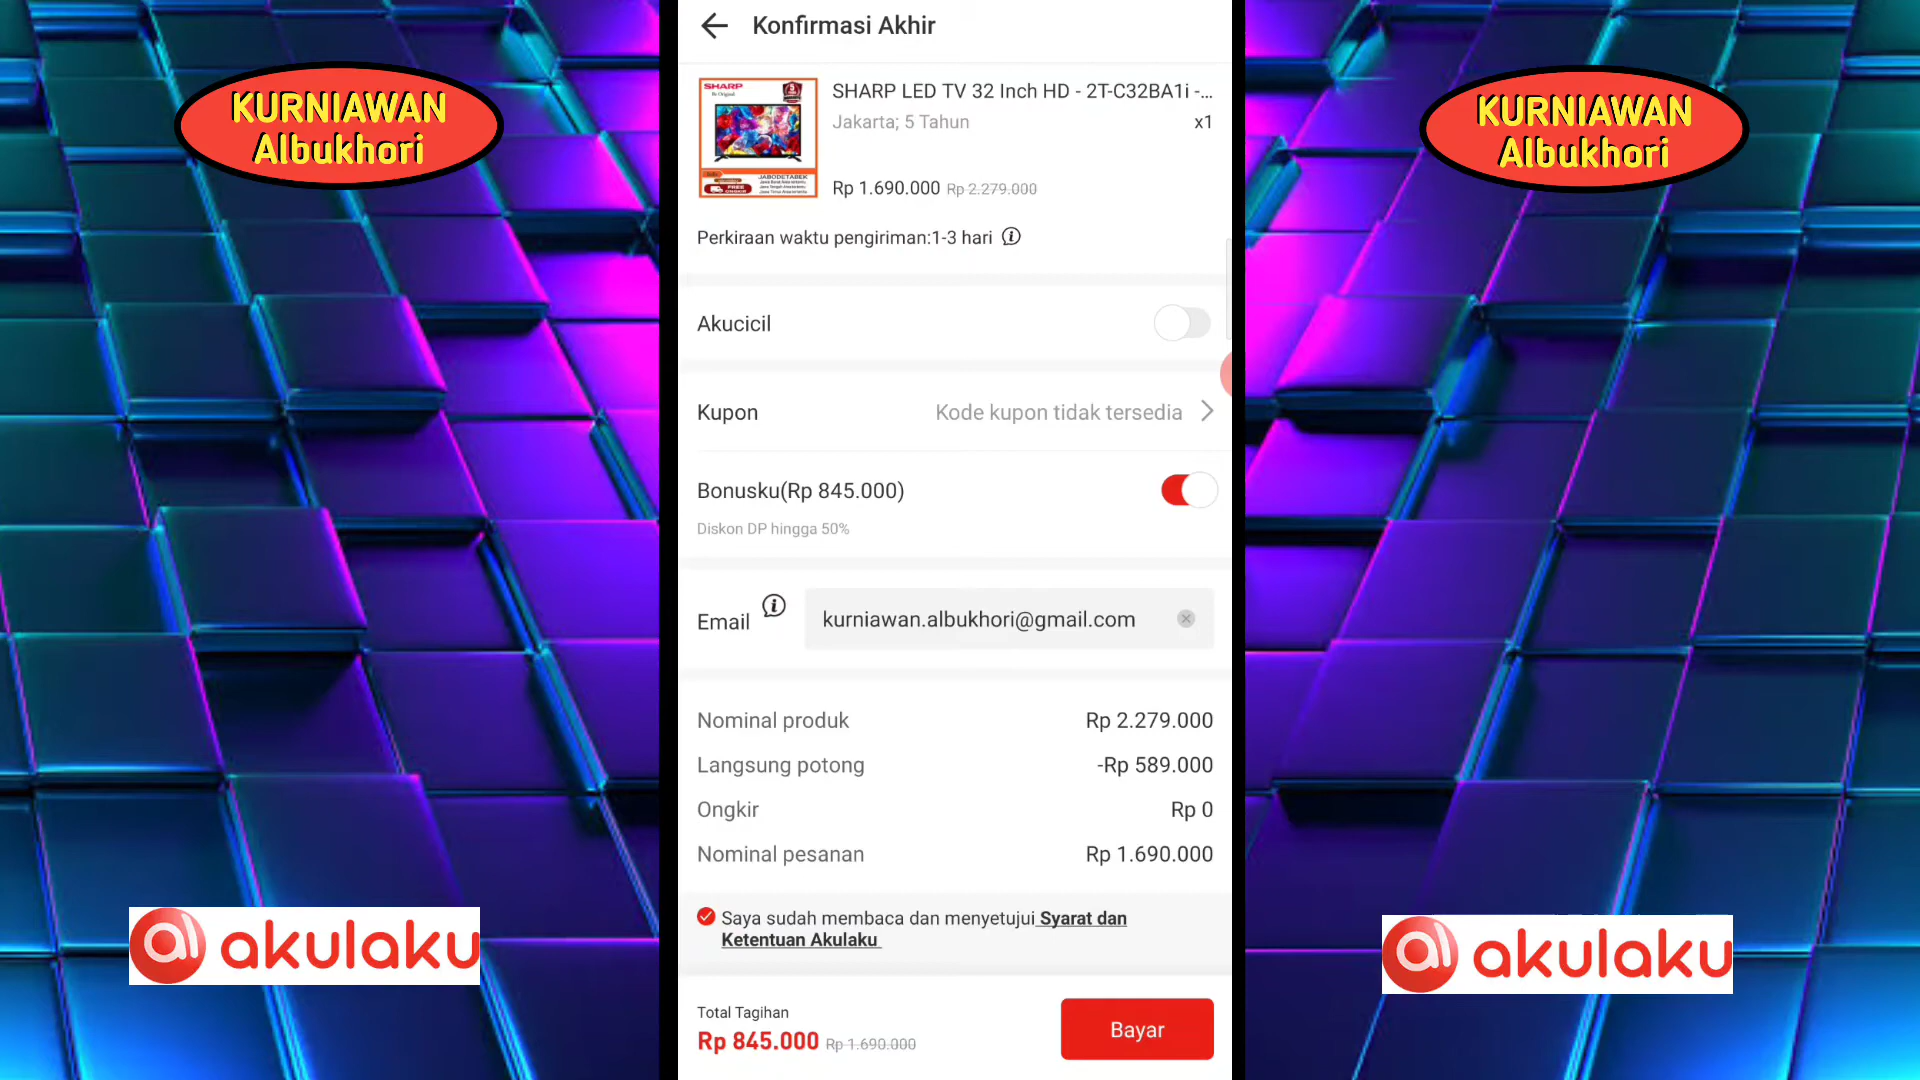 KURNIAWAN
Albukhori
Konfirmasi Akhir
SHARP
SHARP LED TV 32 Inch HD - 2T-C32BA1i -...
Jakarta; 5 Tahun
x1
JABODETABEK
FREE
Rp 1.690.000 Rp 2.279.000
Perkiraan waktu pengiriman:1-3 hari
Akucicil
Kupon
Kode kupon tidak tersedia
Bonusku(Rp 845.000)
Diskon DP hingga 50%
Email
kurniawan.albukhori@gmail.com
Nominal produk Rp 2.279.000
Langsung potong -Rp 589.000
Ongkir Rp 0
Nominal pesanan Rp 1.690.000
Saya sudah membaca dan menyetujui Syarat dan
Ketentuan Akulaku
Total Tagihan
Rp 845.000 Rp 1.690.000
Bayar
akulaku
KURNIAWAN
Albukhori
akulaku